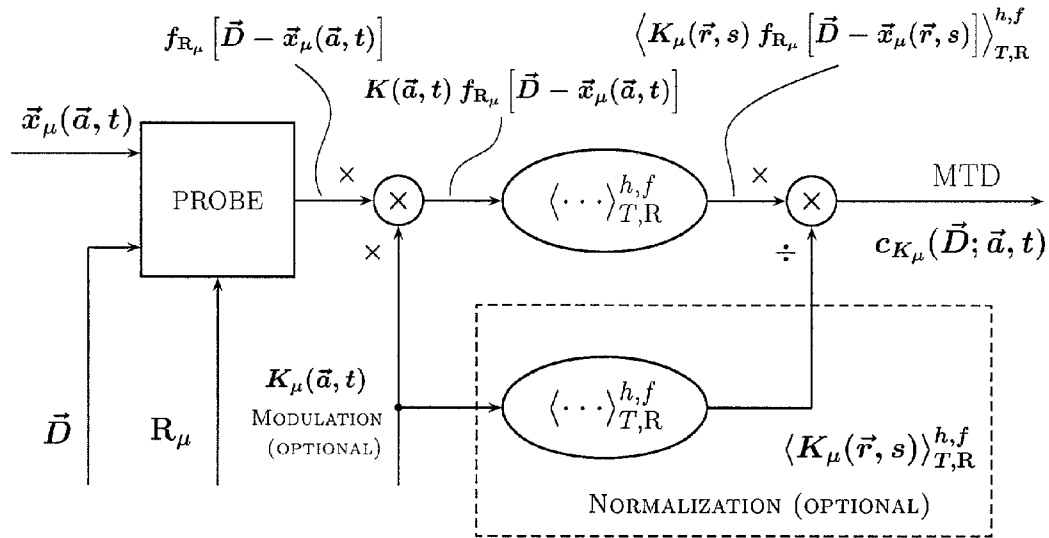 f_{R_μ} [D⃗ − x⃗_μ(a⃗, t)]
⟨K_μ(r⃗, s) f_{R_μ} [D⃗ − x⃗_μ(r⃗, s)]⟩^{h,f}_{T,R}
K(a⃗, t) f_{R_μ} [D⃗ − x⃗_μ(a⃗, t)]
x⃗_μ(a⃗, t)
PROBE
×
×
×
⟨···⟩^{h,f}_{T,R}
×
×
÷
MTD
c_{K_μ}(D⃗; a⃗, t)
K_μ(a⃗, t)
MODULATION
(OPTIONAL)
⟨···⟩^{h,f}_{T,R}
D⃗
R_μ
⟨K_μ(r⃗, s)⟩^{h,f}_{T,R}
NORMALIZATION (OPTIONAL)